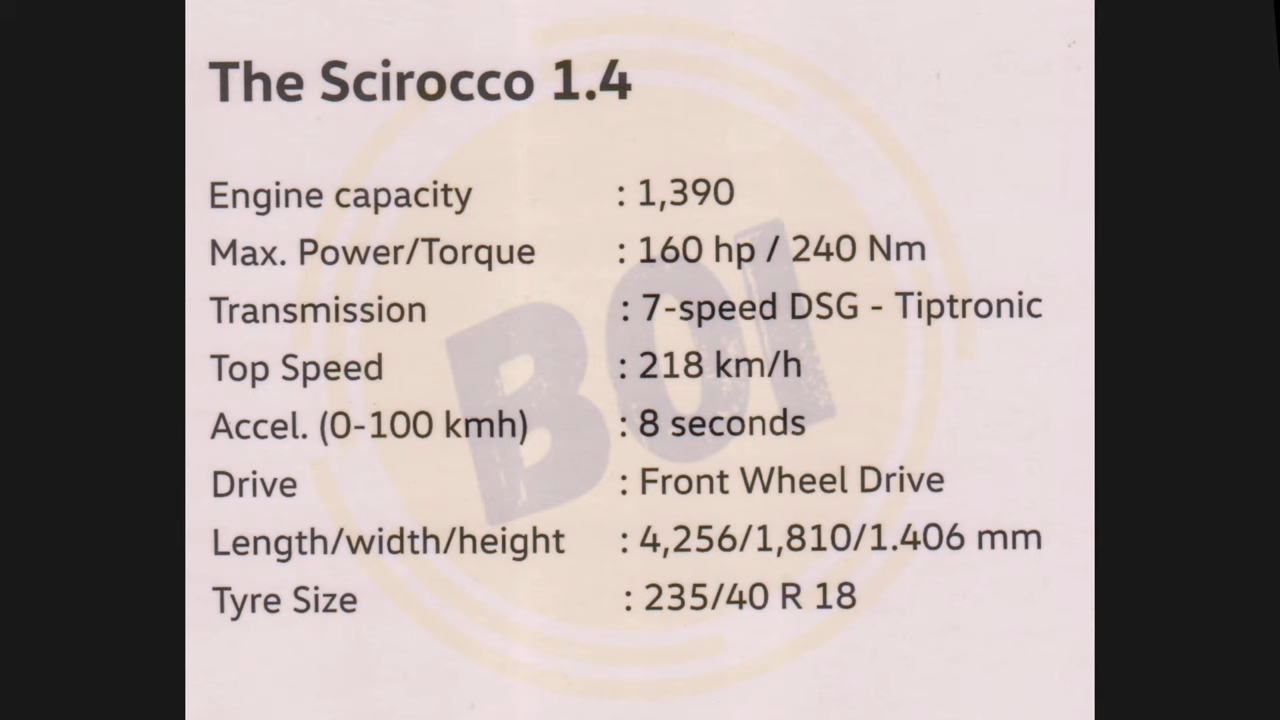 The Scirocco 1.4
Engine capacity : 1,390
Max. Power/Torque : 160 hp / 240 Nm
Transmission : 7-speed DSG - Tiptronic
Top Speed : 218 km/h
Accel. (0-100 kmh) : 8 seconds
Drive : Front Wheel Drive
Length/width/height : 4,256/1,810/1.406 mm
Tyre Size : 235/40 R 18
BOI